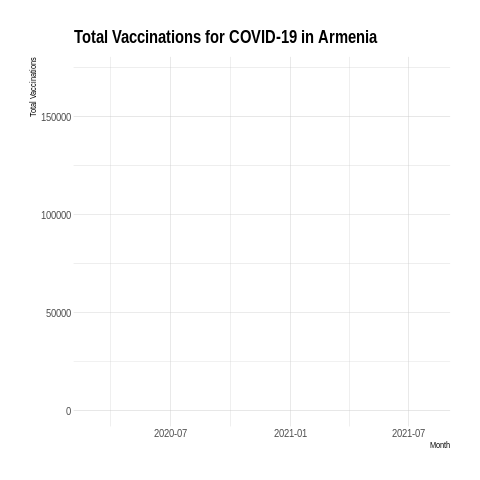 Total Vaccinations for COVID-19 in Armenia
Total Vaccinations
150000
100000
50000
0
2020-07 2021-01 2021-07
Month